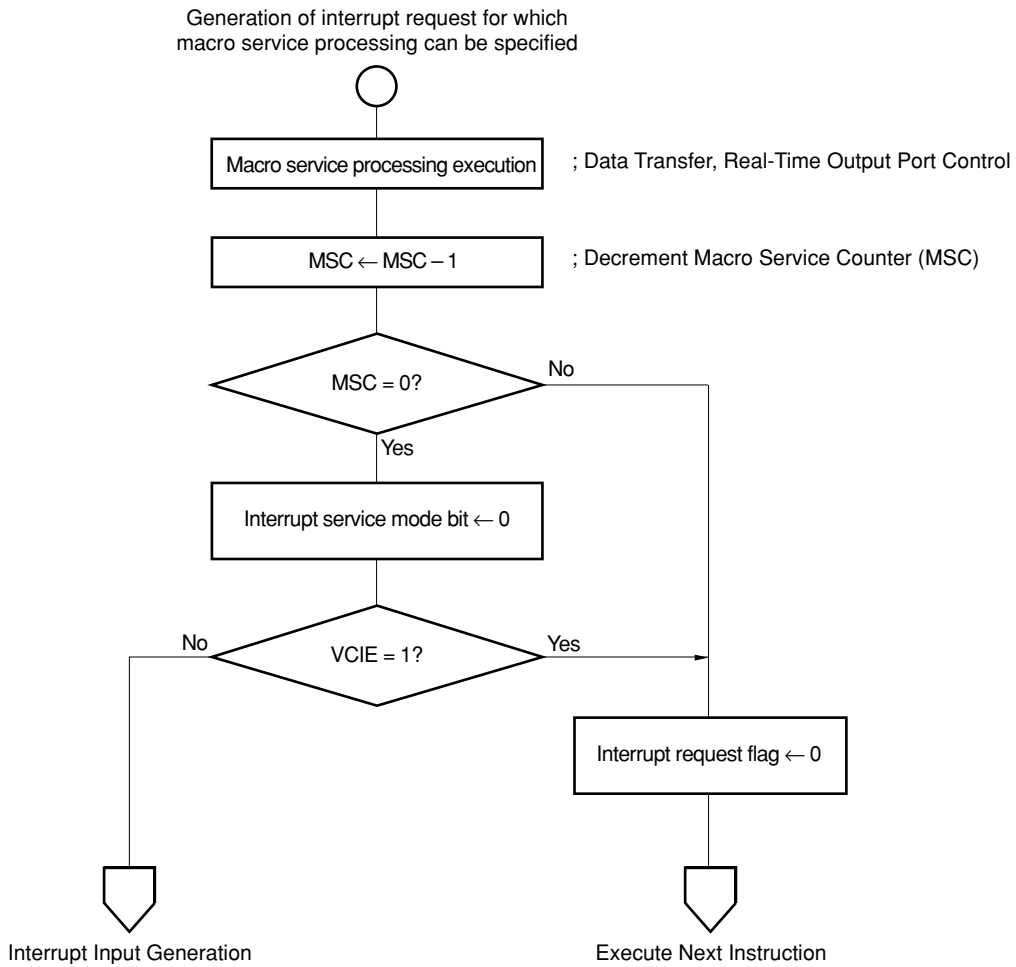 Generation of interrupt request for which
macro service processing can be specified
Macro service processing execution
; Data Transfer, Real-Time Output Port Control
MSC ← MSC – 1
; Decrement Macro Service Counter (MSC)
MSC = 0?
No
Yes
Interrupt service mode bit ← 0
No
VCIE = 1?
Yes
Interrupt request flag ← 0
Interrupt Input Generation
Execute Next Instruction